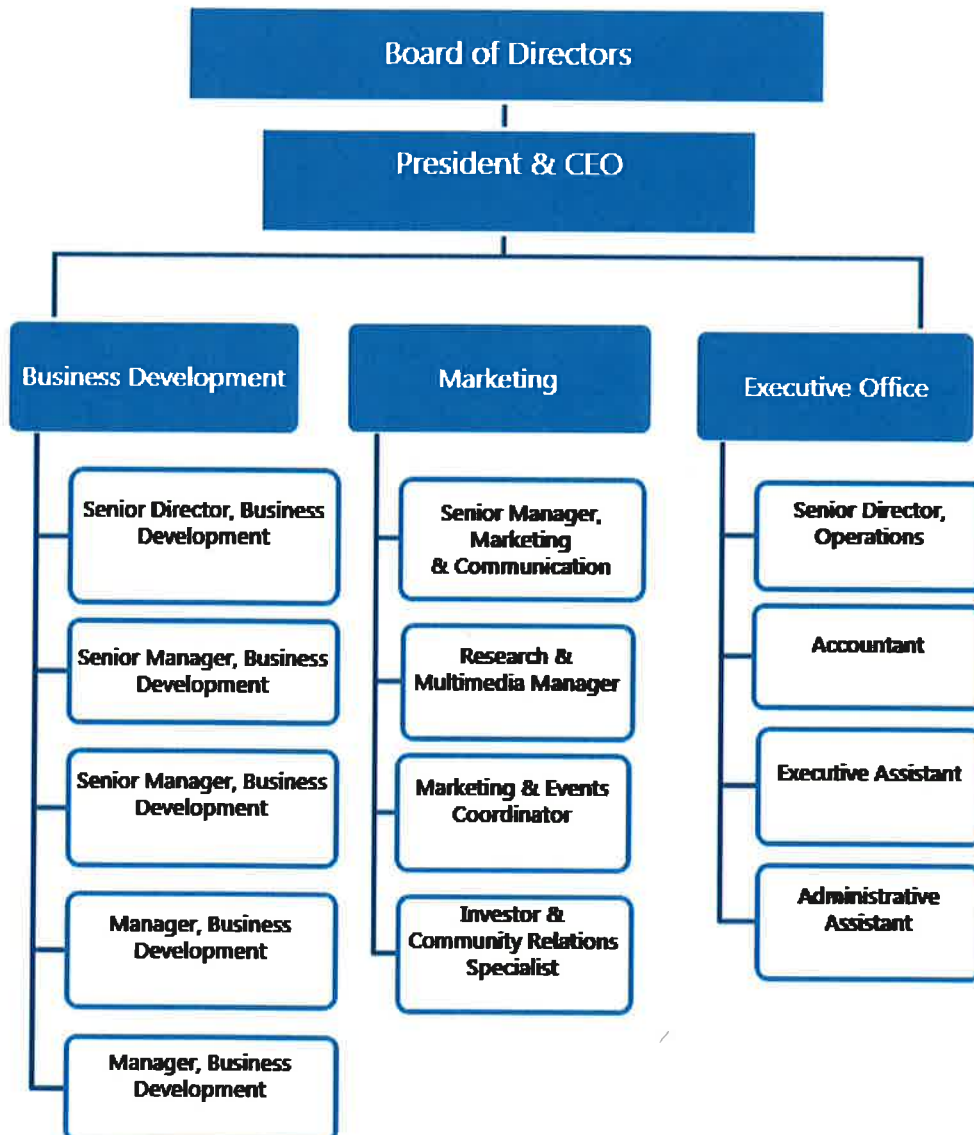 Board of Directors
President & CEO
Business Development
Marketing
Executive Office
Senior Director, Business
Development
Senior Manager, Business
Development
Senior Manager, Business
Development
Manager, Business
Development
Manager, Business
Development
Senior Manager,
Marketing
& Communication
Research &
Multimedia Manager
Marketing & Events
Coordinator
Investor &
Community Relations
Specialist
Senior Director,
Operations
Accountant
Executive Assistant
Administrative
Assistant